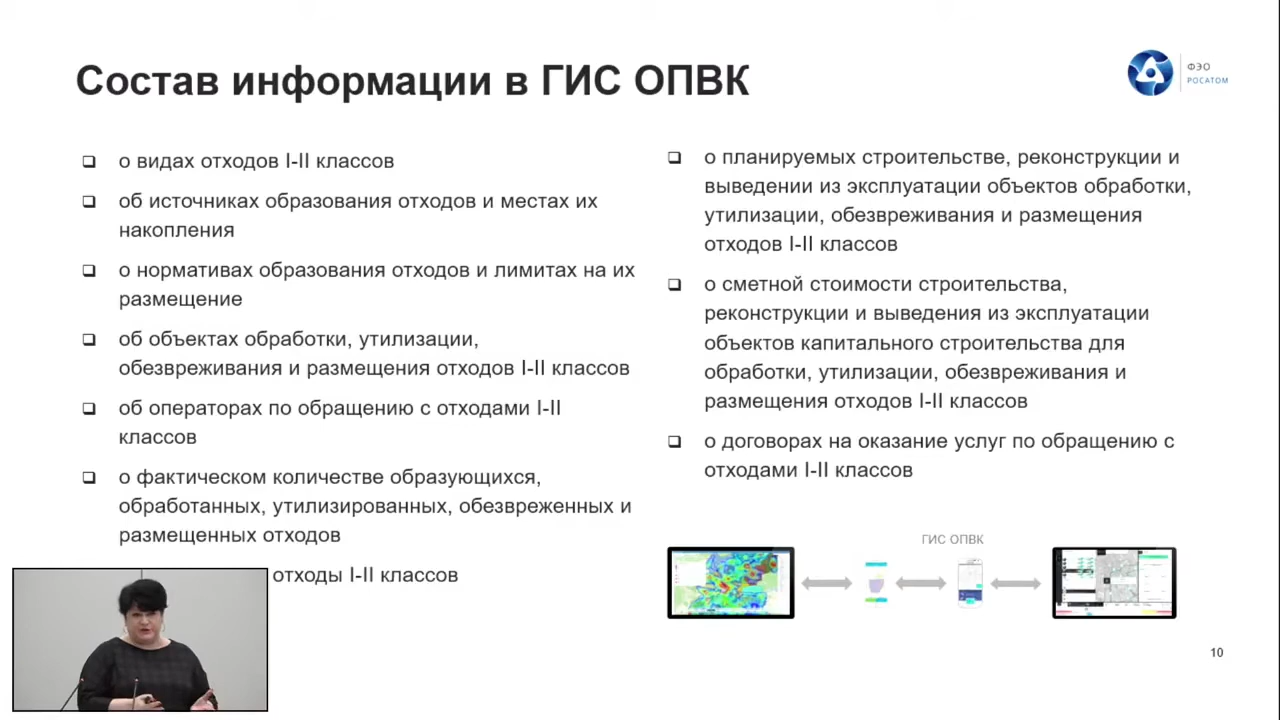 Состав информации в ГИС ОПВК
ФЭО
РОСАТОМ
о видах отходов I-II классов
об источниках образования отходов и местах их
накопления
о нормативах образования отходов и лимитах на их
размещение
об объектах обработки, утилизации,
обезвреживания и размещения отходов I-II классов
об операторах по обращению с отходами I-II
классов
о фактическом количестве образующихся,
обработанных, утилизированных, обезвреженных и
размещенных отходов
отходы I-II классов
о планируемых строительстве, реконструкции и
выведении из эксплуатации объектов обработки,
утилизации, обезвреживания и размещения
отходов I-II классов
о сметной стоимости строительства,
реконструкции и выведения из эксплуатации
объектов капитального строительства для
обработки, утилизации, обезвреживания и
размещения отходов I-II классов
о договорах на оказание услуг по обращению с
отходами I-II классов
ГИС ОПВК
10